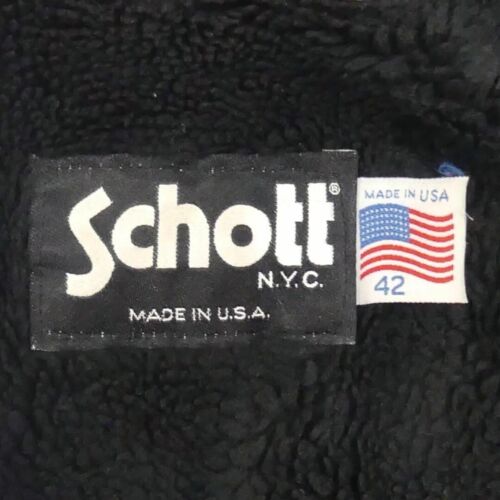 Schott®
N.Y.C.
MADE IN U.S.A.
MADE IN USA
42